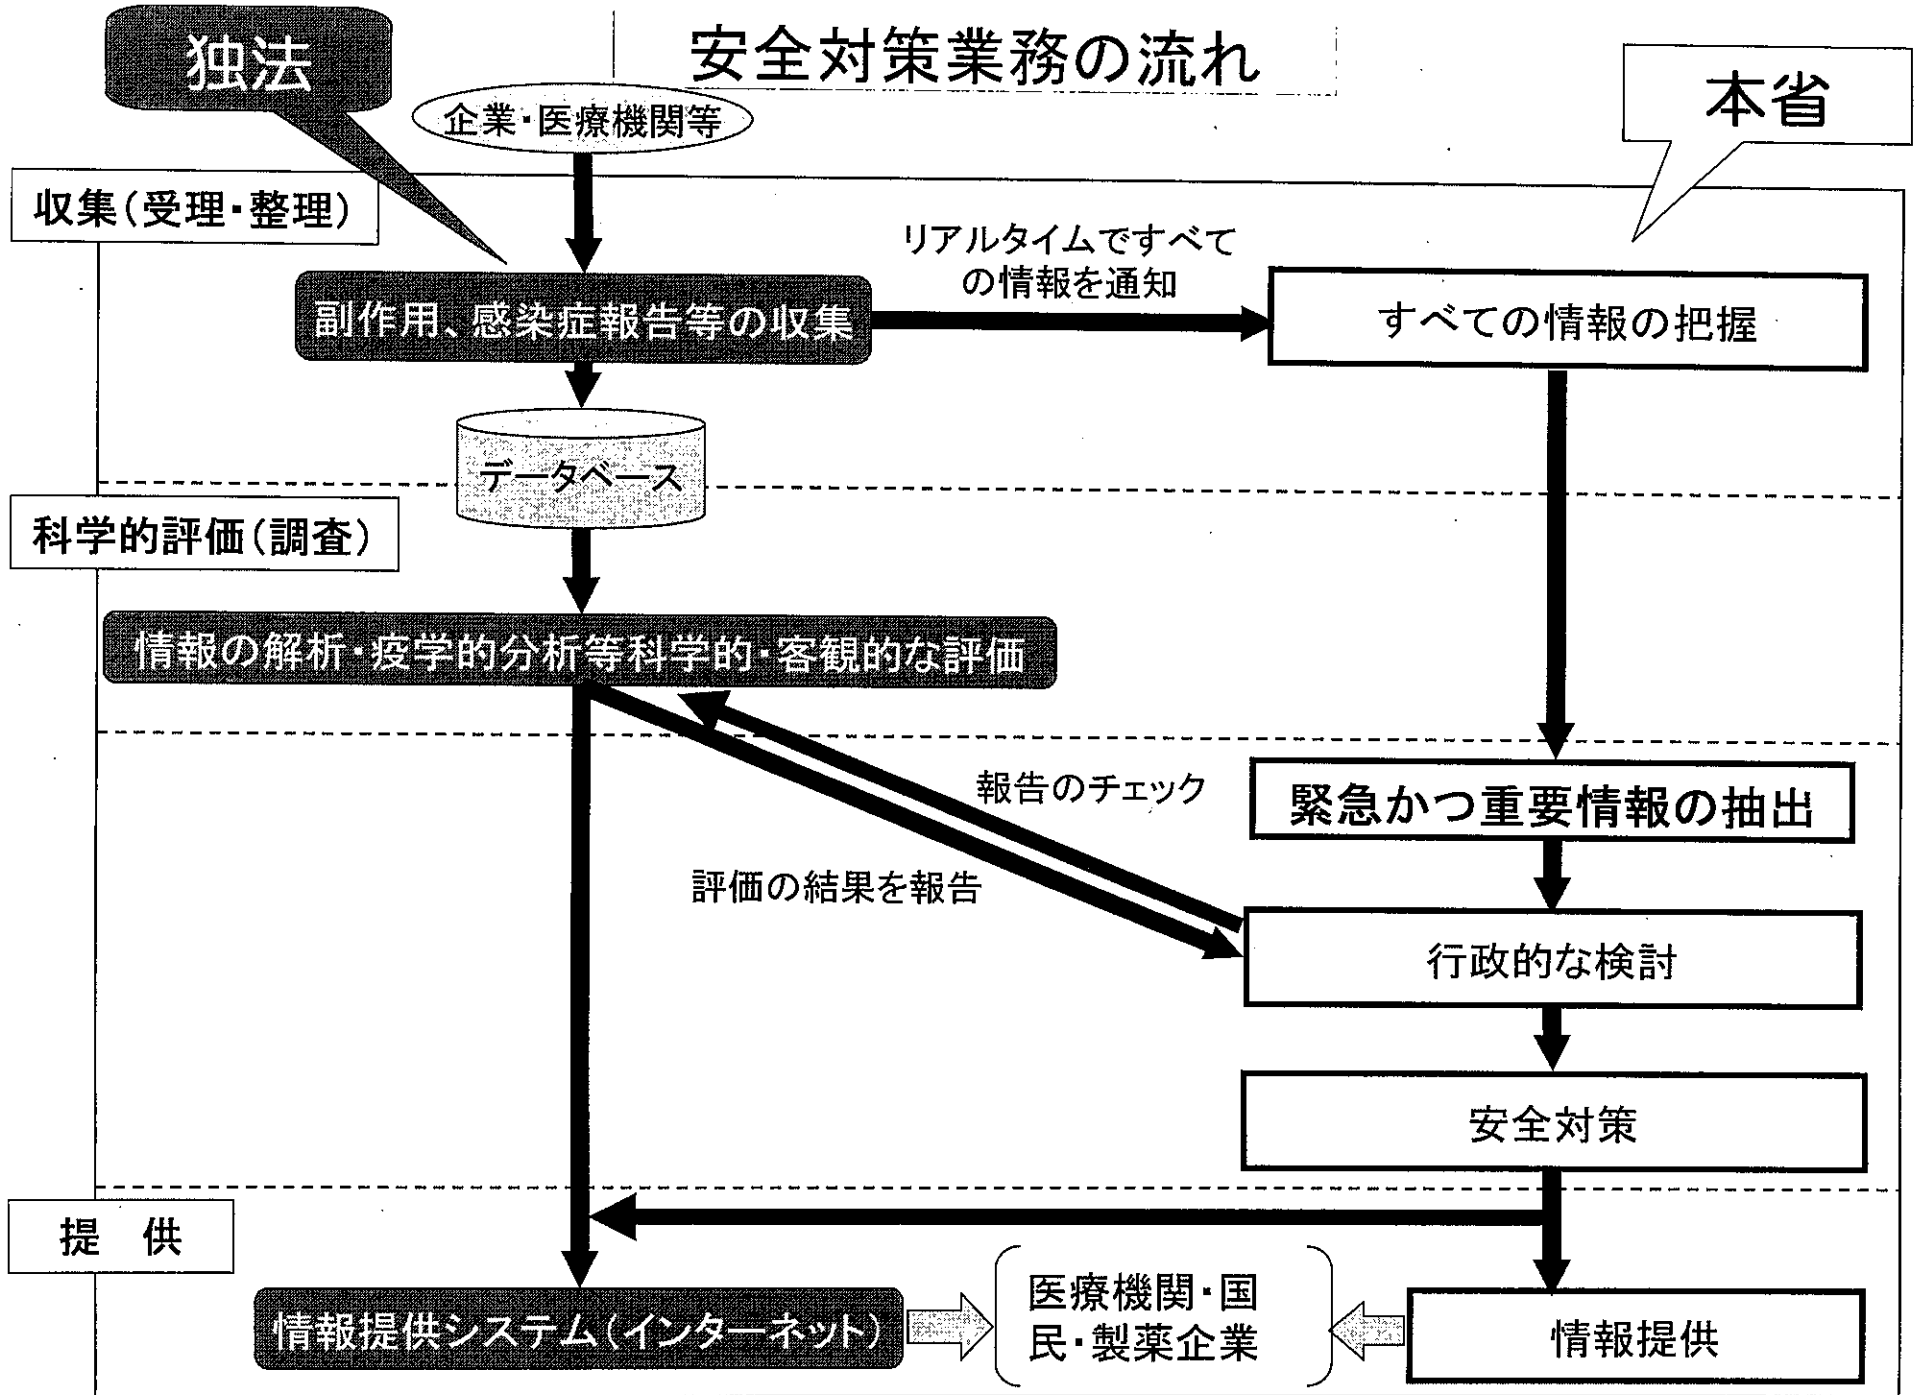 安全対策業務の流れ
独法
本省
企業・医療機関等
収集(受理・整理)
リアルタイムですべて
の情報を通知
副作用、感染症報告等の収集
すべての情報の把握
データベース
科学的評価(調査)
情報の解析・疫学的分析等科学的・客観的な評価
報告のチェック
緊急かつ重要情報の抽出
評価の結果を報告
行政的な検討
安全対策
提 供
情報提供システム(インターネット)
医療機関・国
民・製薬企業
情報提供